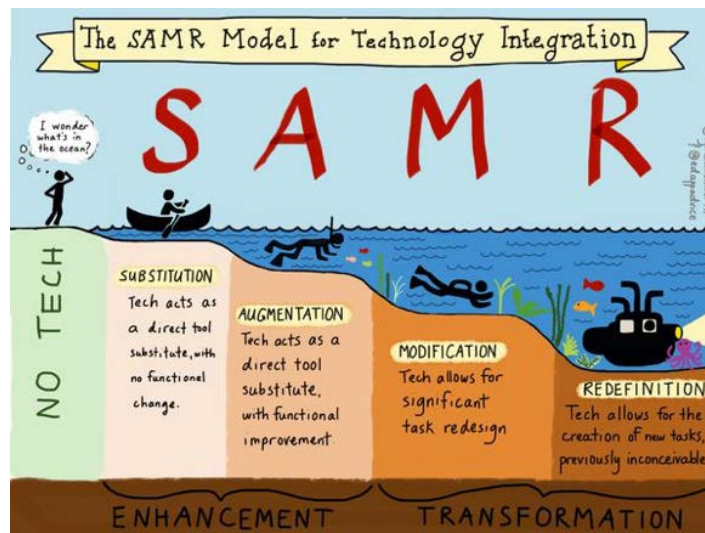 The SAMR Model for Technology Integration
S A M R
I wonder
what's in
the ocean?
@edappadvice
NO TECH
SUBSTITUTION
Tech acts as
a direct tool
substitute, with
no functional
change.
AUGMENTATION
Tech acts as a
direct tool
substitute,
with functional
improvement.
MODIFICATION
Tech allows for
significant
task redesign
REDEFINITION
Tech allows for the
creation of new tasks,
previously inconceivable
ENHANCEMENT
TRANSFORMATION